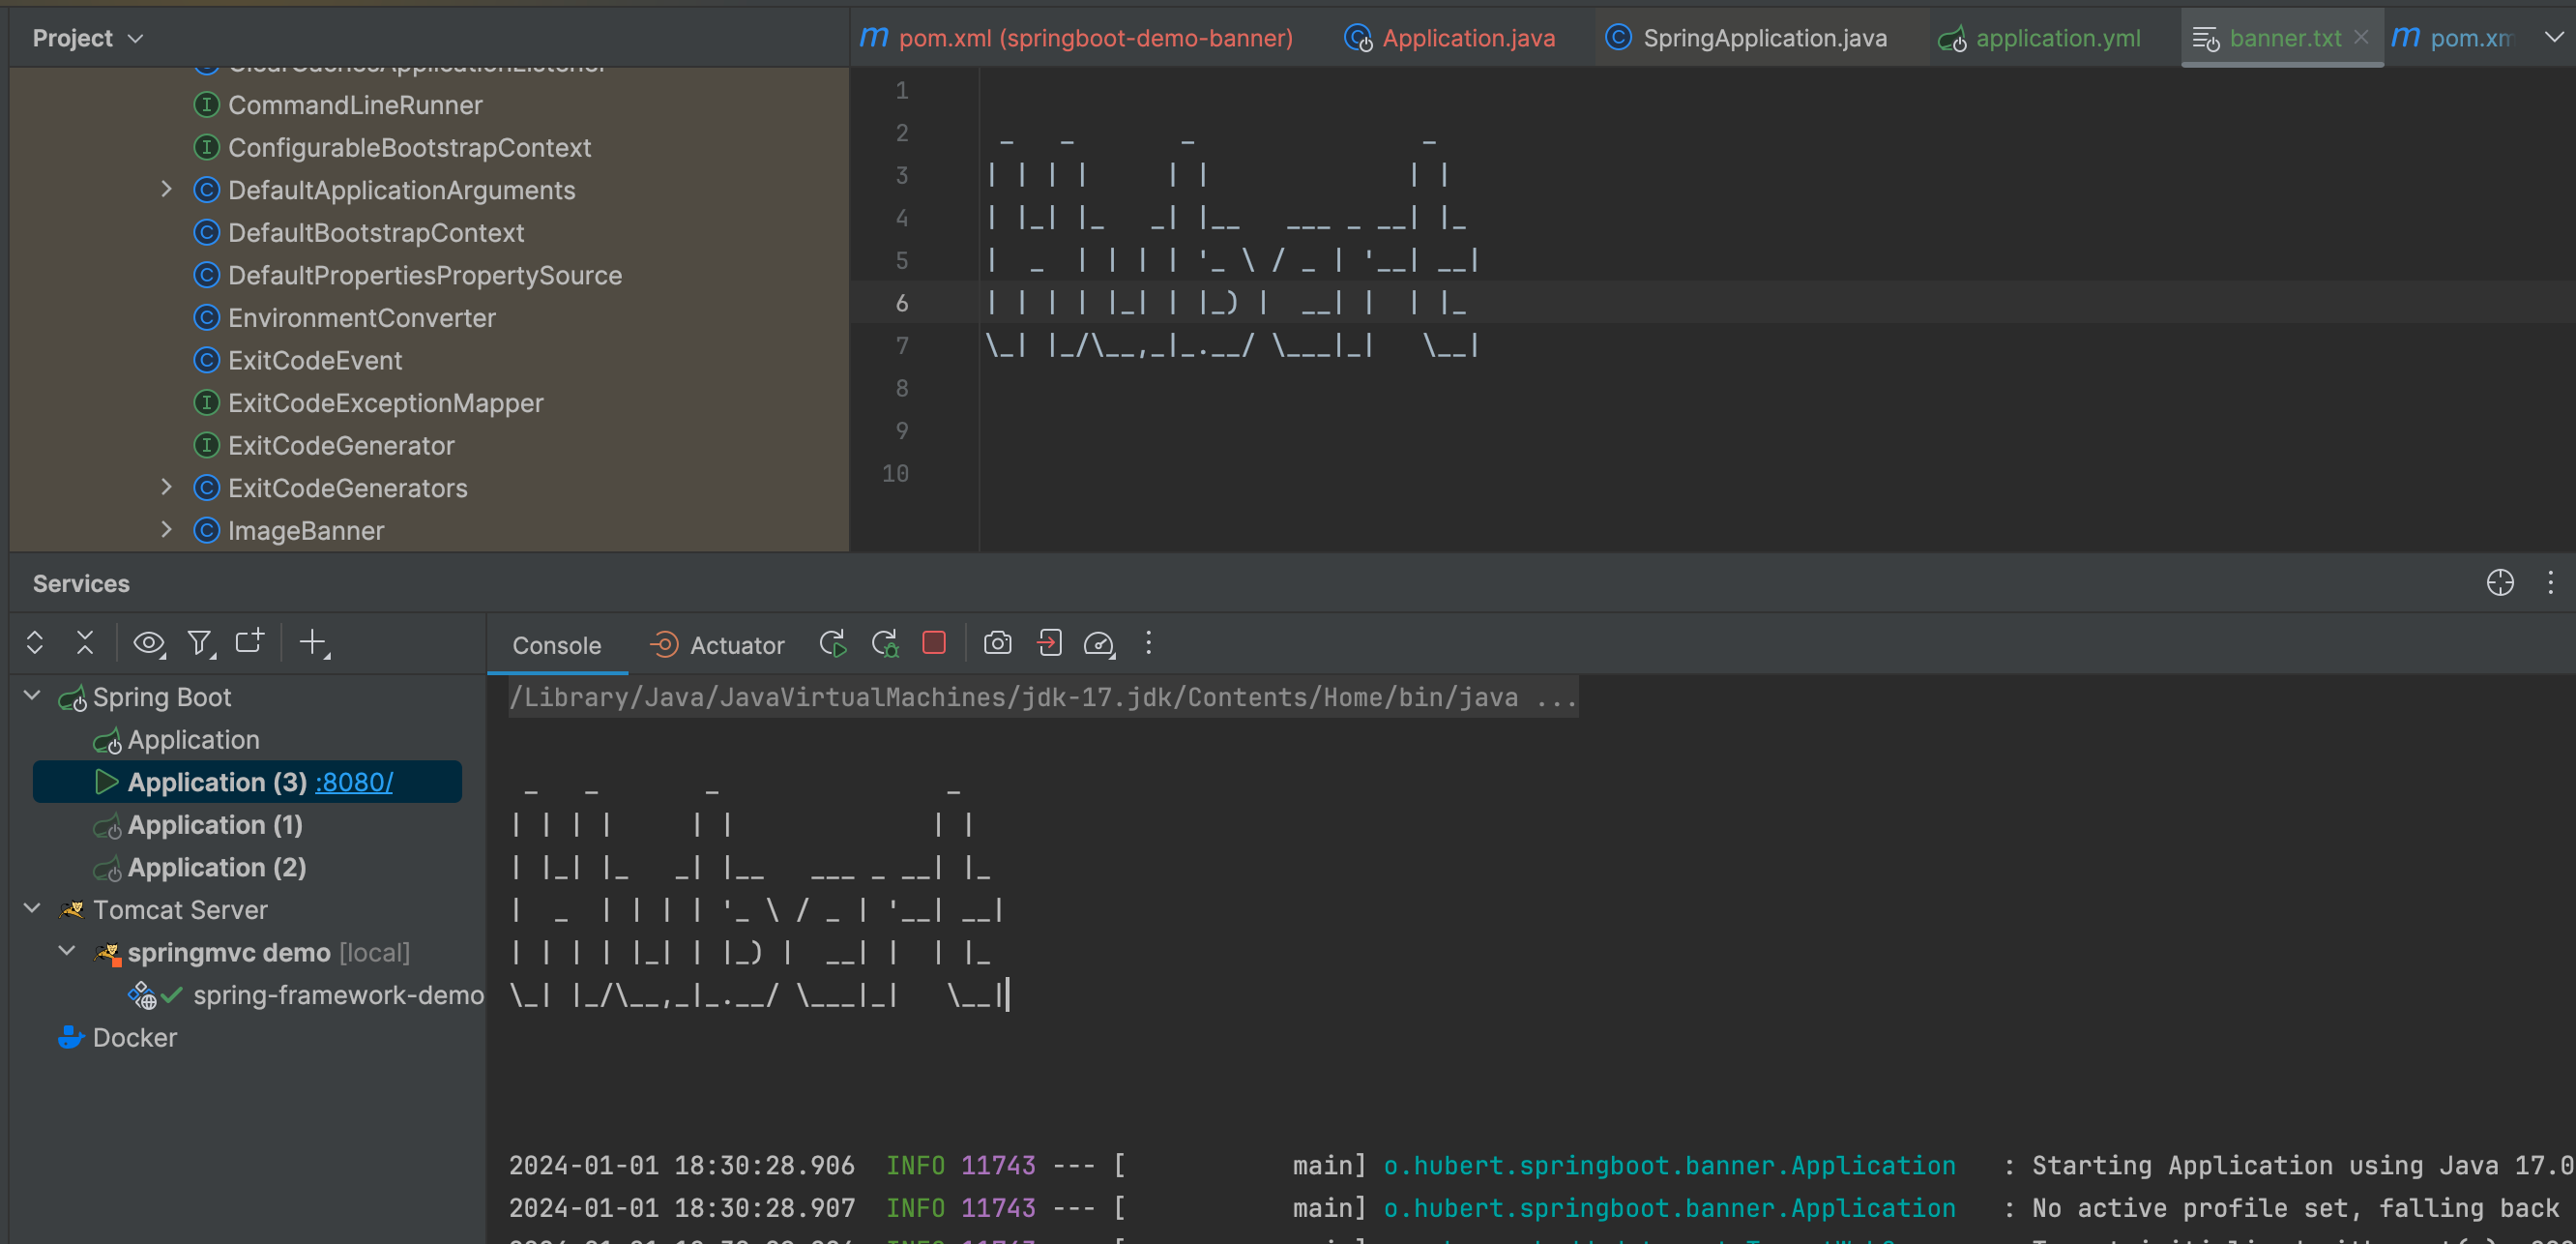 Project
pom.xml (springboot-demo-banner)
Application.java
SpringApplication.java
application.yml
banner.txt
CommandLineRunner
ConfigurableBootstrapContext
DefaultApplicationArguments
DefaultBootstrapContext
DefaultPropertiesPropertySource
EnvironmentConverter
ExitCodeEvent
ExitCodeExceptionMapper
ExitCodeGenerator
ExitCodeGenerators
ImageBanner
1
2  _   _       _               _
3 | | | |     | |             | |
4 | |_| |_   _| |__   ___ _ __| |_
5 |  _  | | | | '_ \ / _ | '__| __|
6 | | | | |_| | |_) |  __| |  | |_
7 \_| |_/\__,_|_.__/ \___|_|   \__|
8
9
10
Services
Console
Actuator
Spring Boot
Application
Application (3) :8080/
Application (1)
Application (2)
Tomcat Server
springmvc demo [local]
spring-framework-demo
Docker
/Library/Java/JavaVirtualMachines/jdk-17.jdk/Contents/Home/bin/java ...
 _   _       _               _
| | | |     | |             | |
| |_| |_   _| |__   ___ _ __| |_
|  _  | | | | '_ \ / _ | '__| __|
| | | | |_| | |_) |  __| |  | |_
\_| |_/\__,_|_.__/ \___|_|   \__|
2024-01-01 18:30:28.906  INFO 11743 --- [           main] o.hubert.springboot.banner.Application   : Starting Application using Java 17.0
2024-01-01 18:30:28.907  INFO 11743 --- [           main] o.hubert.springboot.banner.Application   : No active profile set, falling back